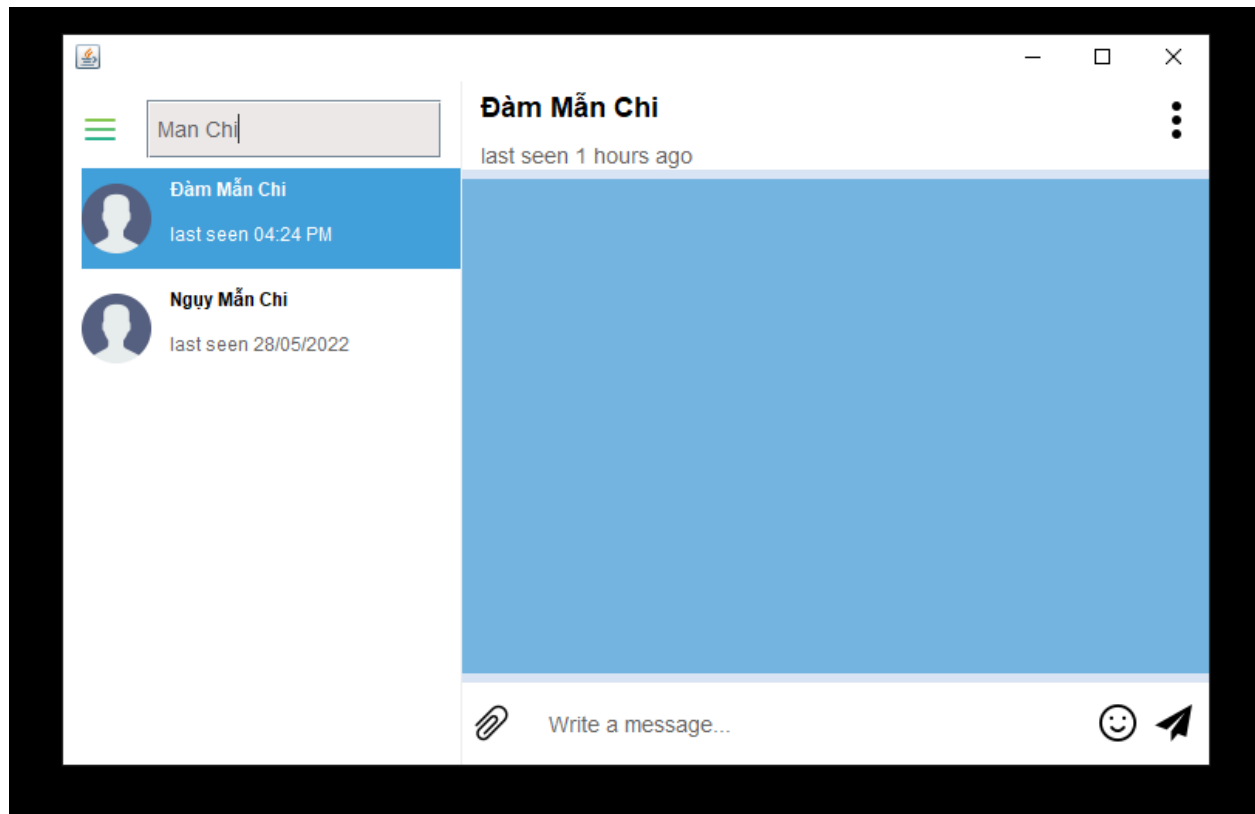 Man Chi
Đàm Mẫn Chi
last seen 04:24 PM
Ngụy Mẫn Chi
last seen 28/05/2022
Đàm Mẫn Chi
last seen 1 hours ago
Write a message...